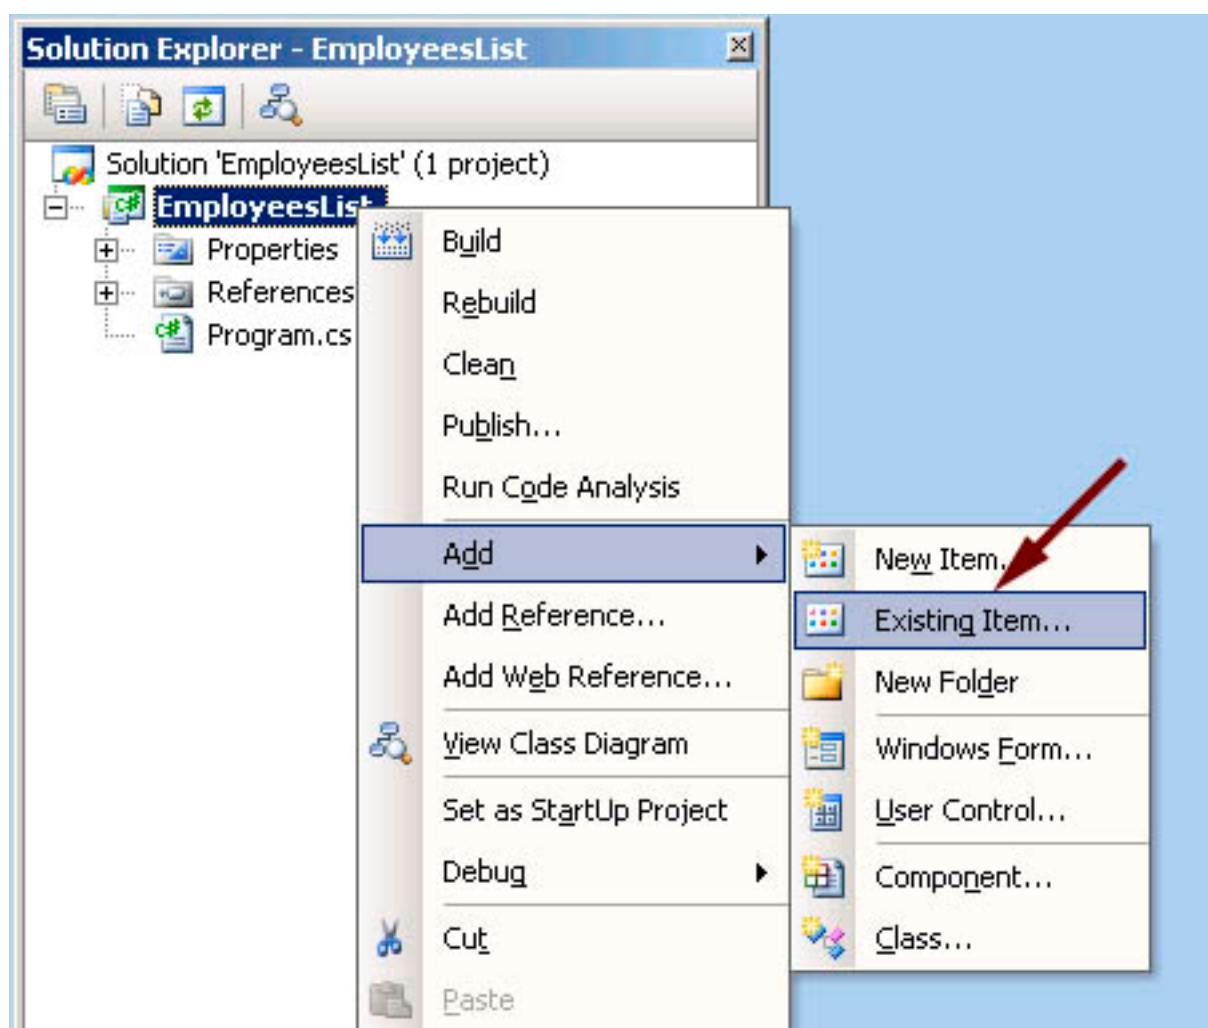 Solution Explorer - EmployeesList
Solution 'EmployeesList' (1 project)
EmployeesList
Properties
References
Program.cs
Build
Rebuild
Clean
Publish...
Run Code Analysis
Add
Add Reference...
Add Web Reference...
View Class Diagram
Set as StartUp Project
Debug
Cut
Paste
New Item.
Existing Item...
New Folder
Windows Form...
User Control...
Component...
Class...